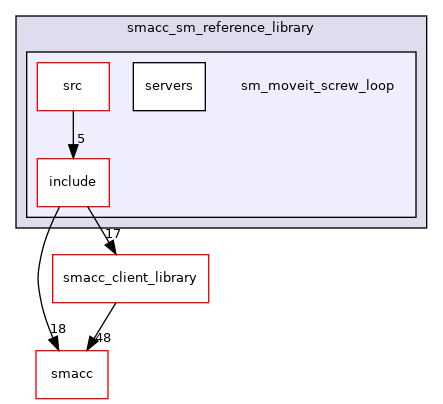 smacc_sm_reference_library
src
servers
sm_moveit_screw_loop
5
include
17
smacc_client_library
18
48
smacc